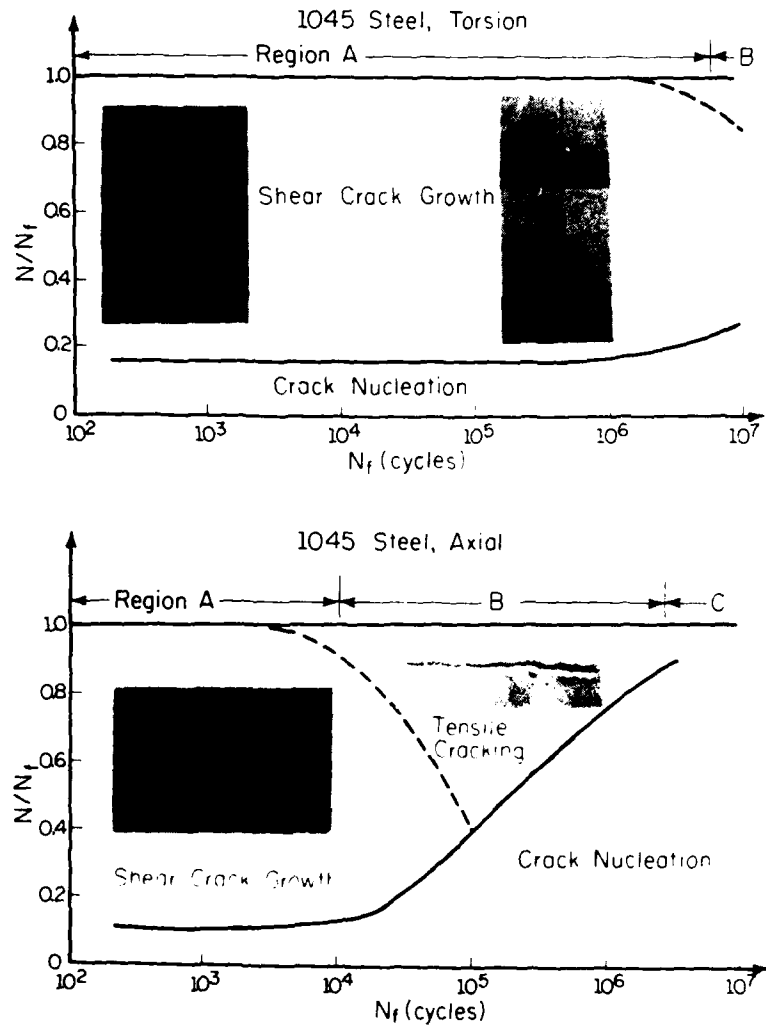 1045 Steel, Torsion
Region A
B
1.0
0.8
0.6
0.4
0.2
0
N/Nf
Shear Crack Growth
Crack Nucleation
10² 10³ 10⁴ 10⁵ 10⁶ 10⁷
Nf (cycles)
1045 Steel, Axial
Region A
B
C
1.0
0.8
0.6
0.4
0.2
0
N/Nf
Tensile
Cracking
Shear Crack Growth
Crack Nucleation
10² 10³ 10⁴ 10⁵ 10⁶ 10⁷
Nf (cycles)